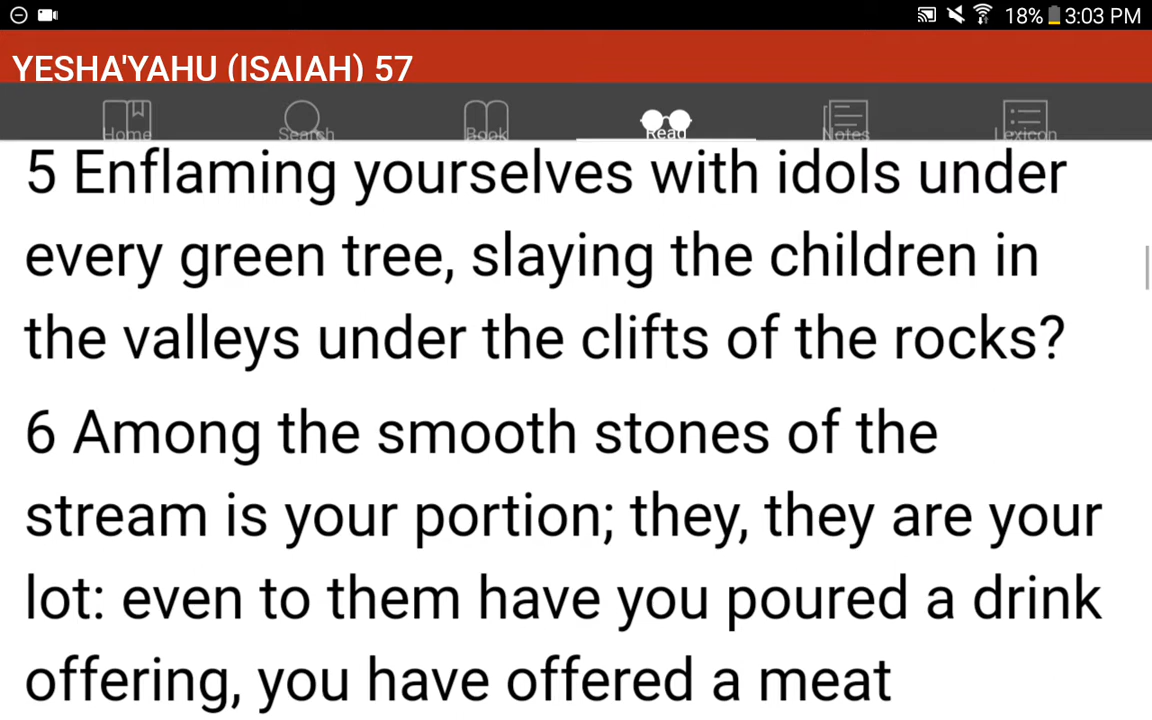 18% 3:03 PM
YESHA'YAHU (ISAIAH) 57
Home Search Book Read Notes Lexicon
5 Enflaming yourselves with idols under
every green tree, slaying the children in
the valleys under the clifts of the rocks?
6 Among the smooth stones of the
stream is your portion; they, they are your
lot: even to them have you poured a drink
offering, you have offered a meat